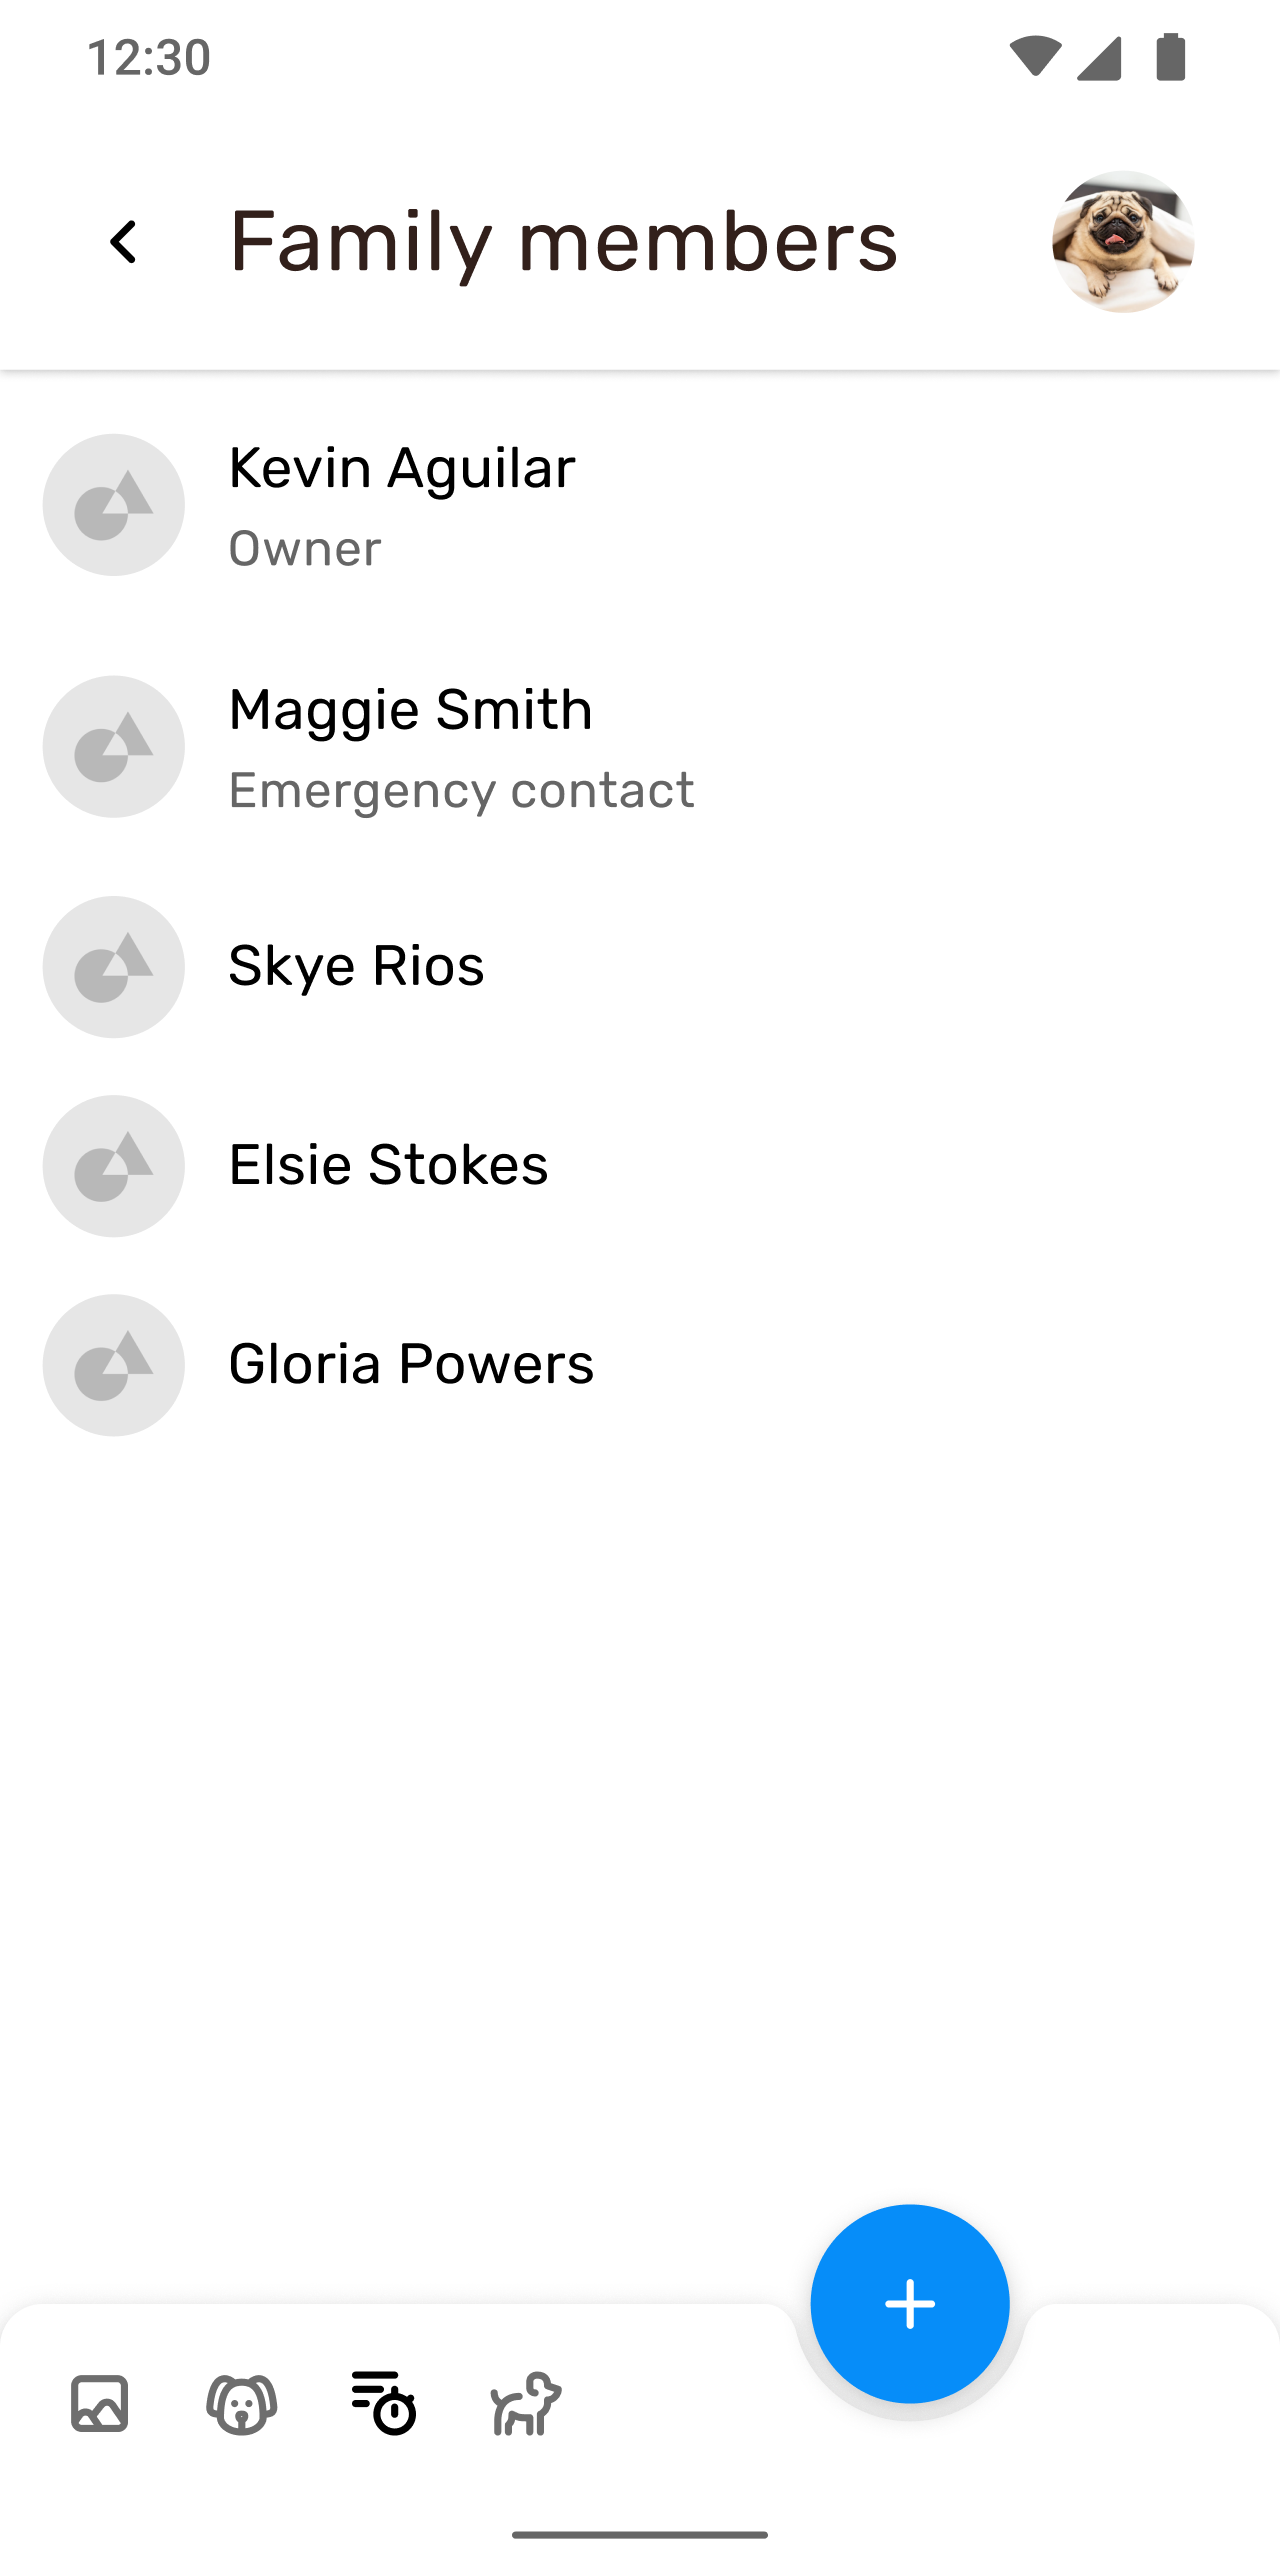 12:30
Family members
Kevin Aguilar
Owner
Maggie Smith
Emergency contact
Skye Rios
Elsie Stokes
Gloria Powers